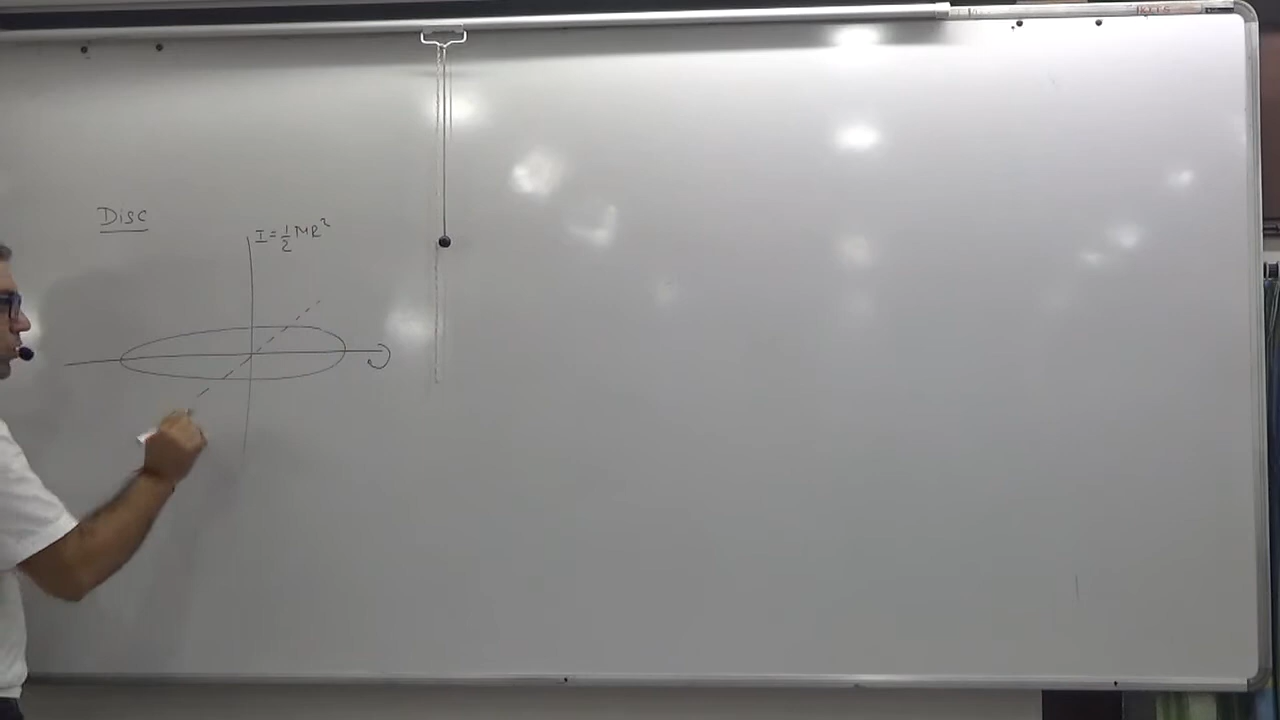 Disc
I = 1/2 MR²